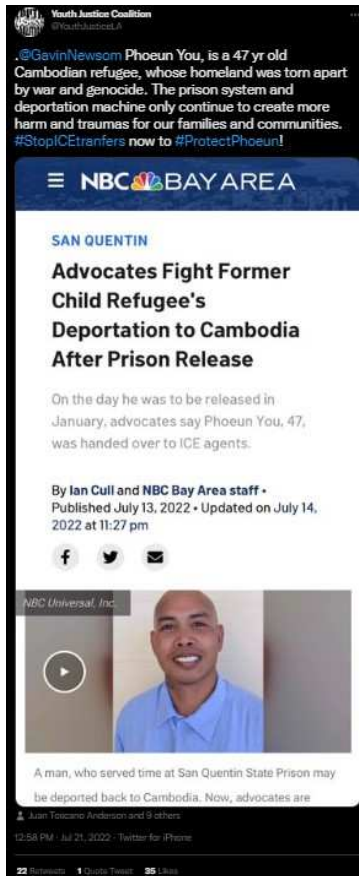 Youth Justice Coalition
@YouthJusticeLA
.@GavinNewsom Phoeun You, is a 47 yr old
Cambodian refugee, whose homeland was torn apart
by war and genocide. The prison system and
deportation machine only continue to create more
harm and traumas for our families and communities.
#StopICEtranfers now to #ProtectPhoeun!
NBC BAY AREA
SAN QUENTIN
Advocates Fight Former
Child Refugee's
Deportation to Cambodia
After Prison Release
On the day he was to be released in
January, advocates say Phoeun You, 47,
was handed over to ICE agents.
By Ian Cull and NBC Bay Area staff •
Published July 13, 2022 • Updated on July 14,
2022 at 11:27 pm
NBC Universal, Inc.
A man, who served time at San Quentin State Prison may
be deported back to Cambodia. Now, advocates are
Juan Toscano Anderson and 9 others
12:58 PM · Jul 21, 2022 · Twitter for iPhone
22 Retweets 1 Quote Tweet 35 Likes